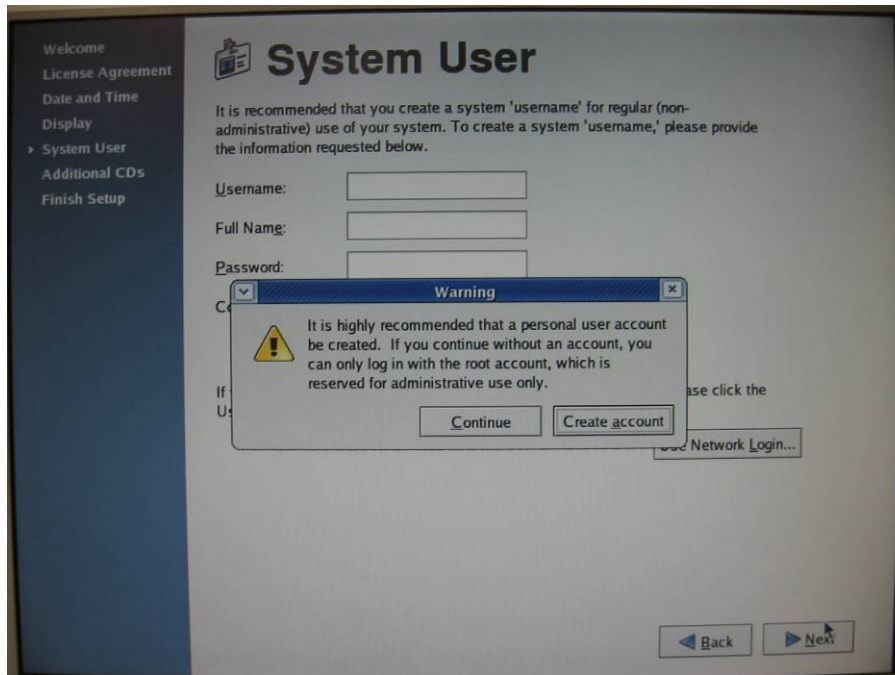 Welcome
License Agreement
Date and Time
Display
System User
Additional CDs
Finish Setup
System User
It is recommended that you create a system 'username' for regular (non-
administrative) use of your system. To create a system 'username,' please provide
the information requested below.
Username:
Full Name:
Password:
Warning
It is highly recommended that a personal user account
be created. If you continue without an account, you
can only log in with the root account, which is
reserved for administrative use only.
If
click the
Continue
Create account
Network Login...
Back
Next